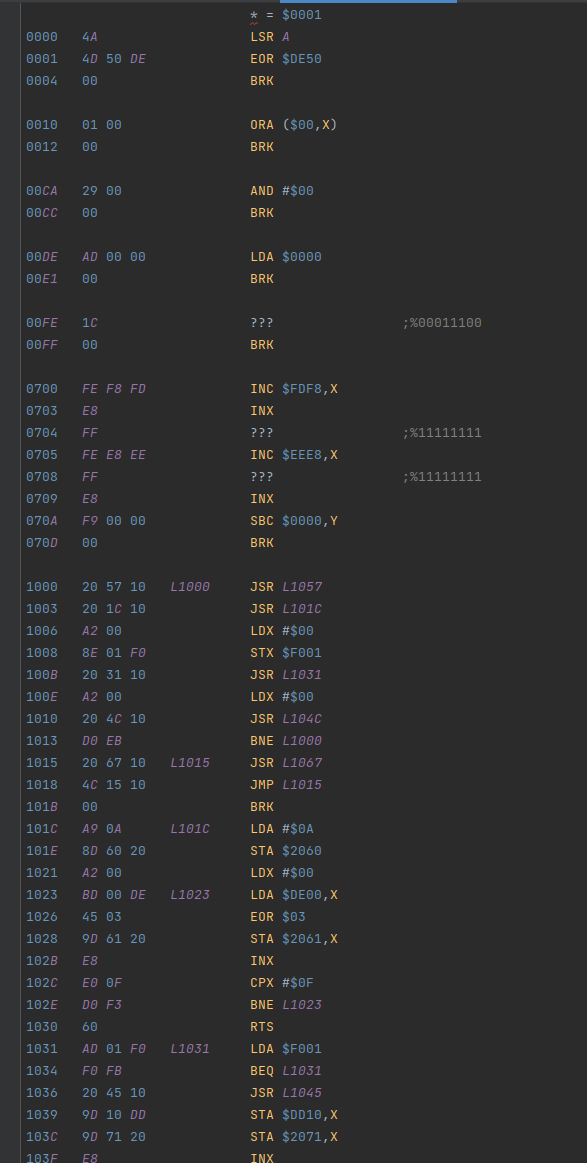 * = $0001
0000 4A LSR A
0001 4D 50 DE EOR $DE50
0004 00 BRK
0010 01 00 ORA ($00,X)
0012 00 BRK
00CA 29 00 AND #$00
00CC 00 BRK
00DE AD 00 00 LDA $0000
00E1 00 BRK
00FE 1C ??? ;%00011100
00FF 00 BRK
0700 FE F8 FD INC $FDF8,X
0703 E8 INX
0704 FF ??? ;%11111111
0705 FE E8 EE INC $EEE8,X
0708 FF ??? ;%11111111
0709 E8 INX
070A F9 00 00 SBC $0000,Y
070D 00 BRK
1000 20 57 10 L1000 JSR L1057
1003 20 1C 10 JSR L101C
1006 A2 00 LDX #$00
1008 8E 01 F0 STX $F001
100B 20 31 10 JSR L1031
100E A2 00 LDX #$00
1010 20 4C 10 JSR L104C
1013 D0 EB BNE L1000
1015 20 67 10 L1015 JSR L1067
1018 4C 15 10 JMP L1015
101B 00 BRK
101C A9 0A L101C LDA #$0A
101E 8D 60 20 STA $2060
1021 A2 00 LDX #$00
1023 BD 00 DE L1023 LDA $DE00,X
1026 45 03 EOR $03
1028 9D 61 20 STA $2061,X
102B E8 INX
102C E0 0F CPX #$0F
102E D0 F3 BNE L1023
1030 60 RTS
1031 AD 01 F0 L1031 LDA $F001
1034 F0 FB BEQ L1031
1036 20 45 10 JSR L1045
1039 9D 10 DD STA $DD10,X
103C 9D 71 20 STA $2071,X
103F E8 INX